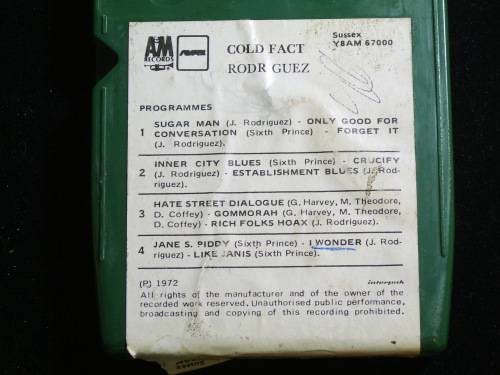 AM
RECORDS
AMPEX
COLD FACT
RODRIGUEZ
Sussex
Y8AM 67000
PROGRAMMES
1 SUGAR MAN (J. Rodriguez) - ONLY GOOD FOR
CONVERSATION (Sixth Prince) - FORGET IT
(J. Rodriguez).
2 INNER CITY BLUES (Sixth Prince) - CRUCIFY
(J. Rodriguez) - ESTABLISHMENT BLUES (J. Rod-
riguez).
3 HATE STREET DIALOGUE (G. Harvey, M. Theodore,
D. Coffey) - GOMMORAH (G. Harvey, M. Theodore,
D. Coffey) - RICH FOLKS HOAX (J. Rodriguez).
4 JANE S. PIDDY (Sixth Prince) - I WONDER (J. Rod-
riguez) - LIKE JANIS (Sixth Prince).
(P) 1972
interpak
All rights of the manufacturer and of the owner of the
recorded work reserved. Unauthorised public performance,
broadcasting and copying of this recording prohibited.